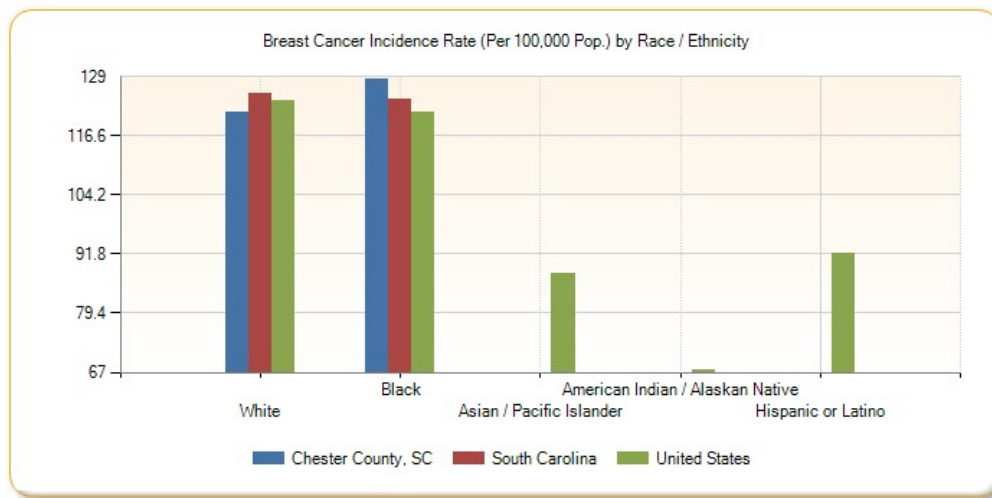 Breast Cancer Incidence Rate (Per 100,000 Pop.) by Race / Ethnicity
129
116.6
104.2
91.8
79.4
67
Black American Indian / Alaskan Native
White Asian / Pacific Islander Hispanic or Latino
Chester County, SC South Carolina United States